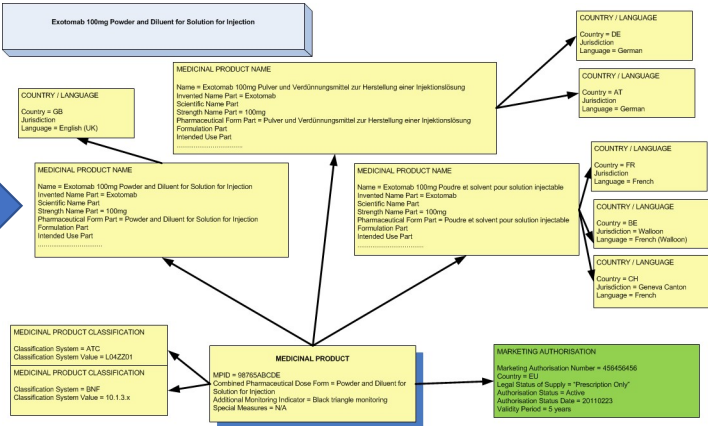 Exotomab 100mg Powder and Diluent for Solution for Injection
COUNTRY / LANGUAGE
Country = DE
Jurisdiction
Language = German
MEDICINAL PRODUCT NAME
Name = Exotomab 100mg Pulver und Verdünnungsmittel zur Herstellung einer Injektionslösung
Invented Name Part = Exotomab
Scientific Name Part
Strength Name Part = 100mg
Pharmaceutical Form Part = Pulver und Verdünnungsmittel zur Herstellung einer Injektionslösung
Formulation Part
Intended Use Part
.................................
COUNTRY / LANGUAGE
Country = AT
Jurisdiction
Language = German
COUNTRY / LANGUAGE
Country = GB
Jurisdiction
Language = English (UK)
MEDICINAL PRODUCT NAME
Name = Exotomab 100mg Powder and Diluent for Solution for Injection
Invented Name Part = Exotomab
Scientific Name Part
Strength Name Part = 100mg
Pharmaceutical Form Part = Powder and Diluent for Solution for Injection
Formulation Part
Intended Use Part
.................................
MEDICINAL PRODUCT NAME
Name = Exotomab 100mg Poudre et solvent pour solution injectable
Invented Name Part = Exotomab
Scientific Name Part
Strength Name Part = 100mg
Pharmaceutical Form Part = Poudre et solvent pour solution injectable
Formulation Part
Intended Use Part
.................................
COUNTRY / LANGUAGE
Country = FR
Jurisdiction
Language = French
COUNTRY / LANGUAGE
Country = BE
Jurisdiction = Walloon
Language = French (Walloon)
COUNTRY / LANGUAGE
Country = CH
Jurisdiction = Geneva Canton
Language = French
MEDICINAL PRODUCT CLASSIFICATION
Classification System = ATC
Classification System Value = L04ZZ01
MEDICINAL PRODUCT CLASSIFICATION
Classification System = BNF
Classification System Value = 10.1.3.x
MEDICINAL PRODUCT
MPID = 98765ABCDE
Combined Pharmaceutical Dose Form = Powder and Diluent for
Solution for Injection
Additional Monitoring Indicator = Black triangle monitoring
Special Measures = N/A
MARKETING AUTHORISATION
Marketing Authorisation Number = 456456456
Country = EU
Legal Status of Supply = "Prescription Only"
Authorisation Status = Active
Authorisation Status Date = 20110223
Validity Period = 5 years